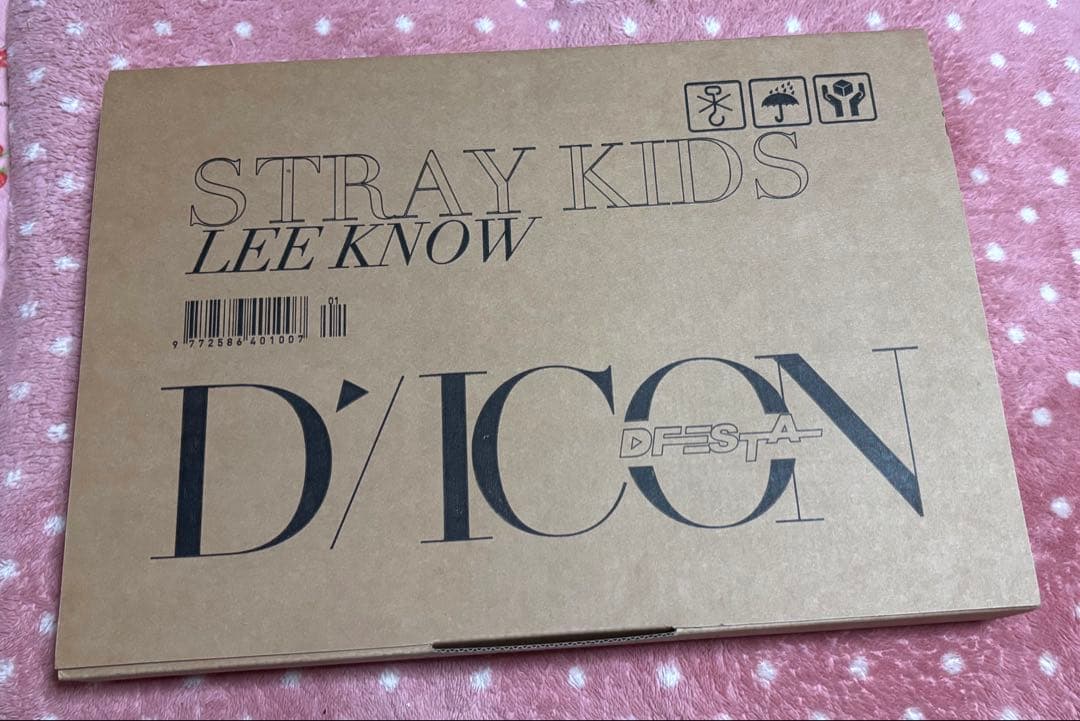 STRAY KIDS
LEE KNOW
01
9 772586 401007
D'/ICON
DFESTA